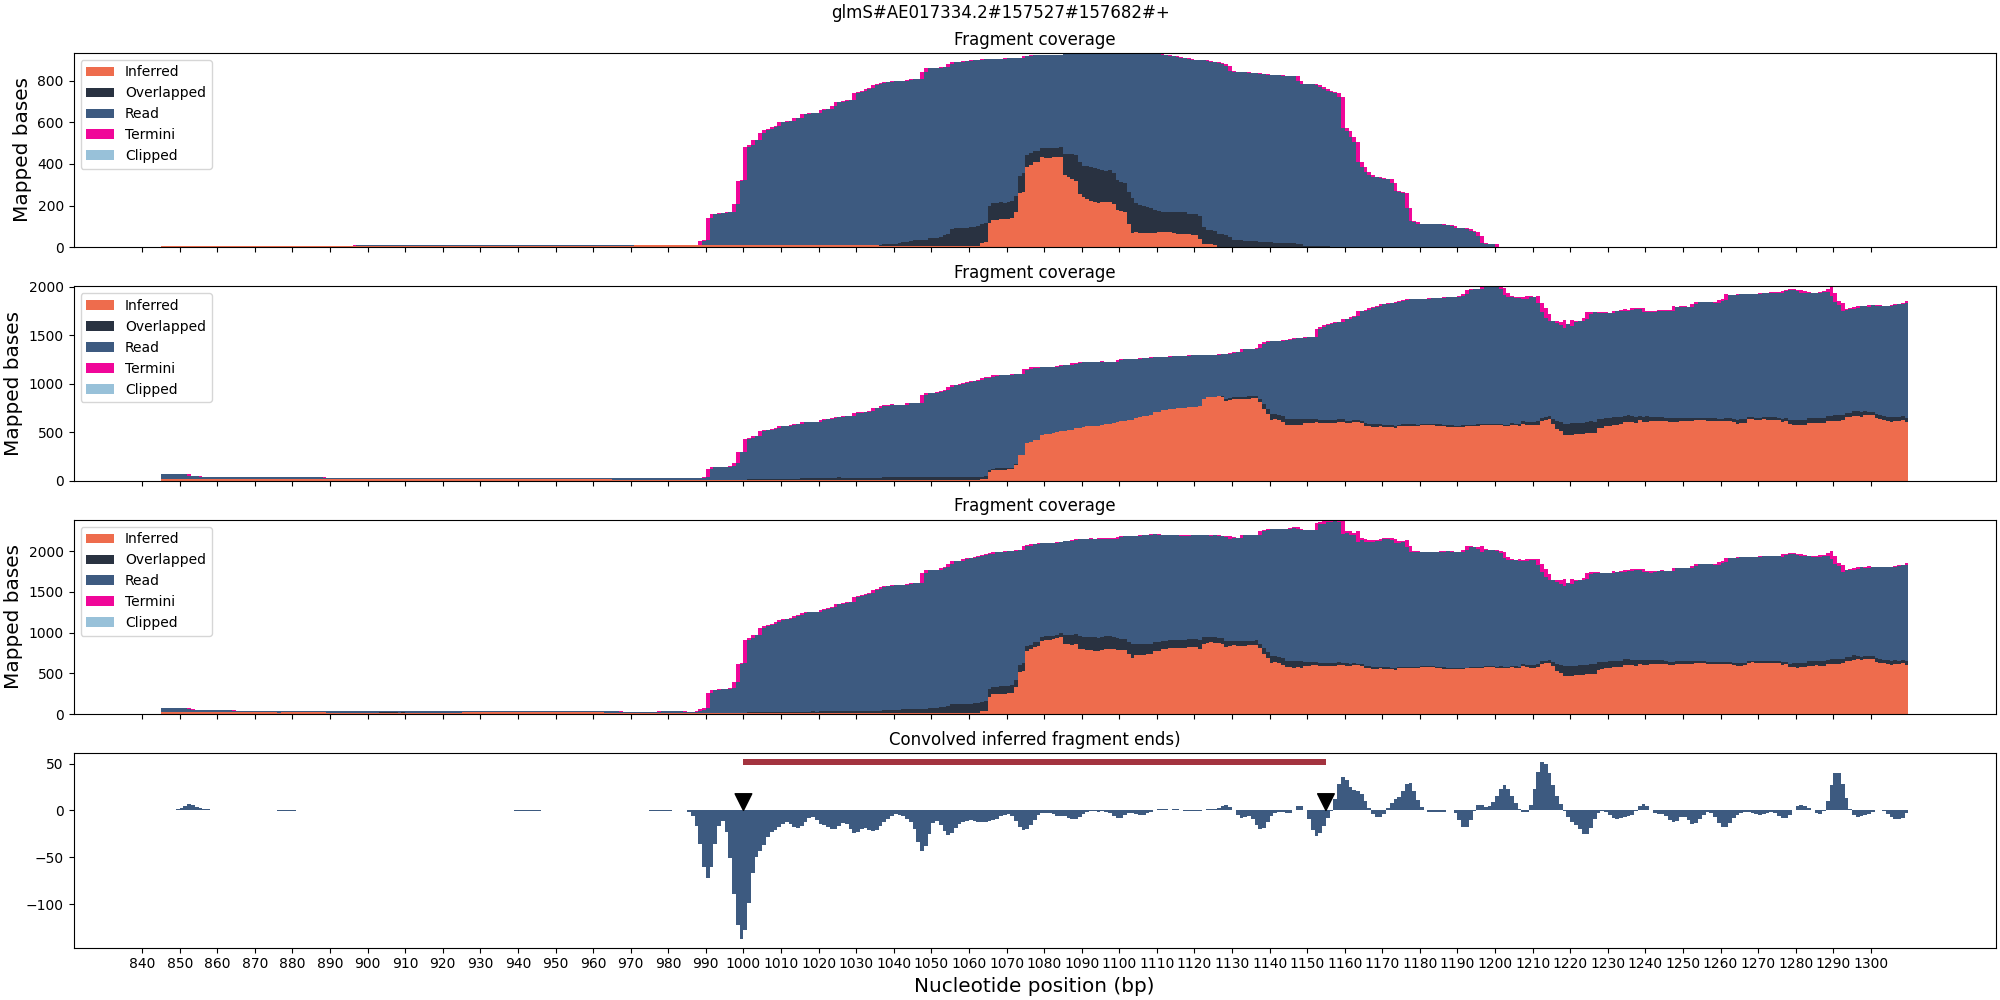 glmS#AE017334.2#157527#157682#+
Fragment coverage
Mapped bases
800
600
400
200
0
Inferred
Overlapped
Read
Termini
Clipped
Fragment coverage
Mapped bases
2000
1500
1000
500
0
Inferred
Overlapped
Read
Termini
Clipped
Fragment coverage
Mapped bases
2000
1500
1000
500
0
Inferred
Overlapped
Read
Termini
Clipped
Convolved inferred fragment ends)
50
0
−50
−100
840 850 860 870 880 890 900 910 920 930 940 950 960 970 980 990 1000 1010 1020 1030 1040 1050 1060 1070 1080 1090 1100 1110 1120 1130 1140 1150 1160 1170 1180 1190 1200 1210 1220 1230 1240 1250 1260 1270 1280 1290 1300
Nucleotide position (bp)